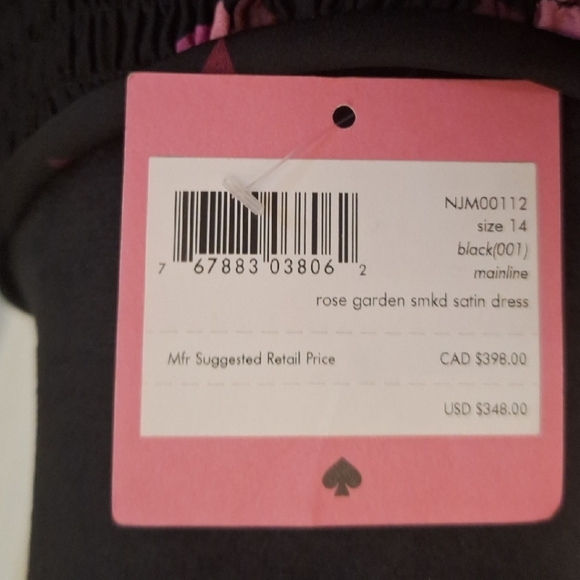 NJM00112
size 14
black(001)
mainline
7 67883 03806 2
rose garden smkd satin dress
Mfr Suggested Retail Price CAD $398.00
USD $348.00